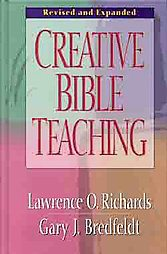 Revised and Expanded
CREATIVE
BIBLE
TEACHING
Lawrence O. Richards
Gary J. Bredfeldt